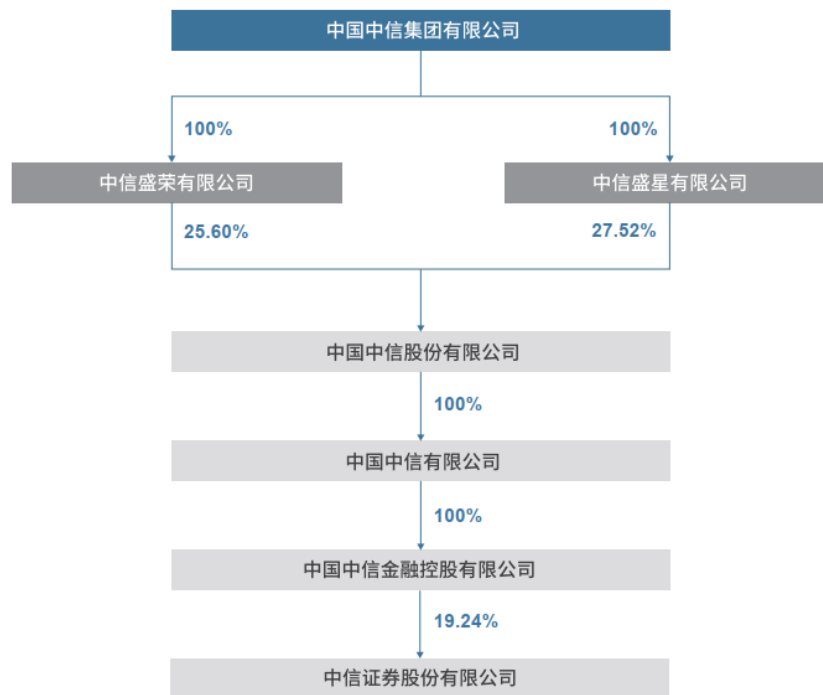 中国中信集团有限公司
100%
100%
中信盛荣有限公司
中信盛星有限公司
25.60%
27.52%
中国中信股份有限公司
100%
中国中信有限公司
100%
中国中信金融控股有限公司
19.24%
中信证券股份有限公司